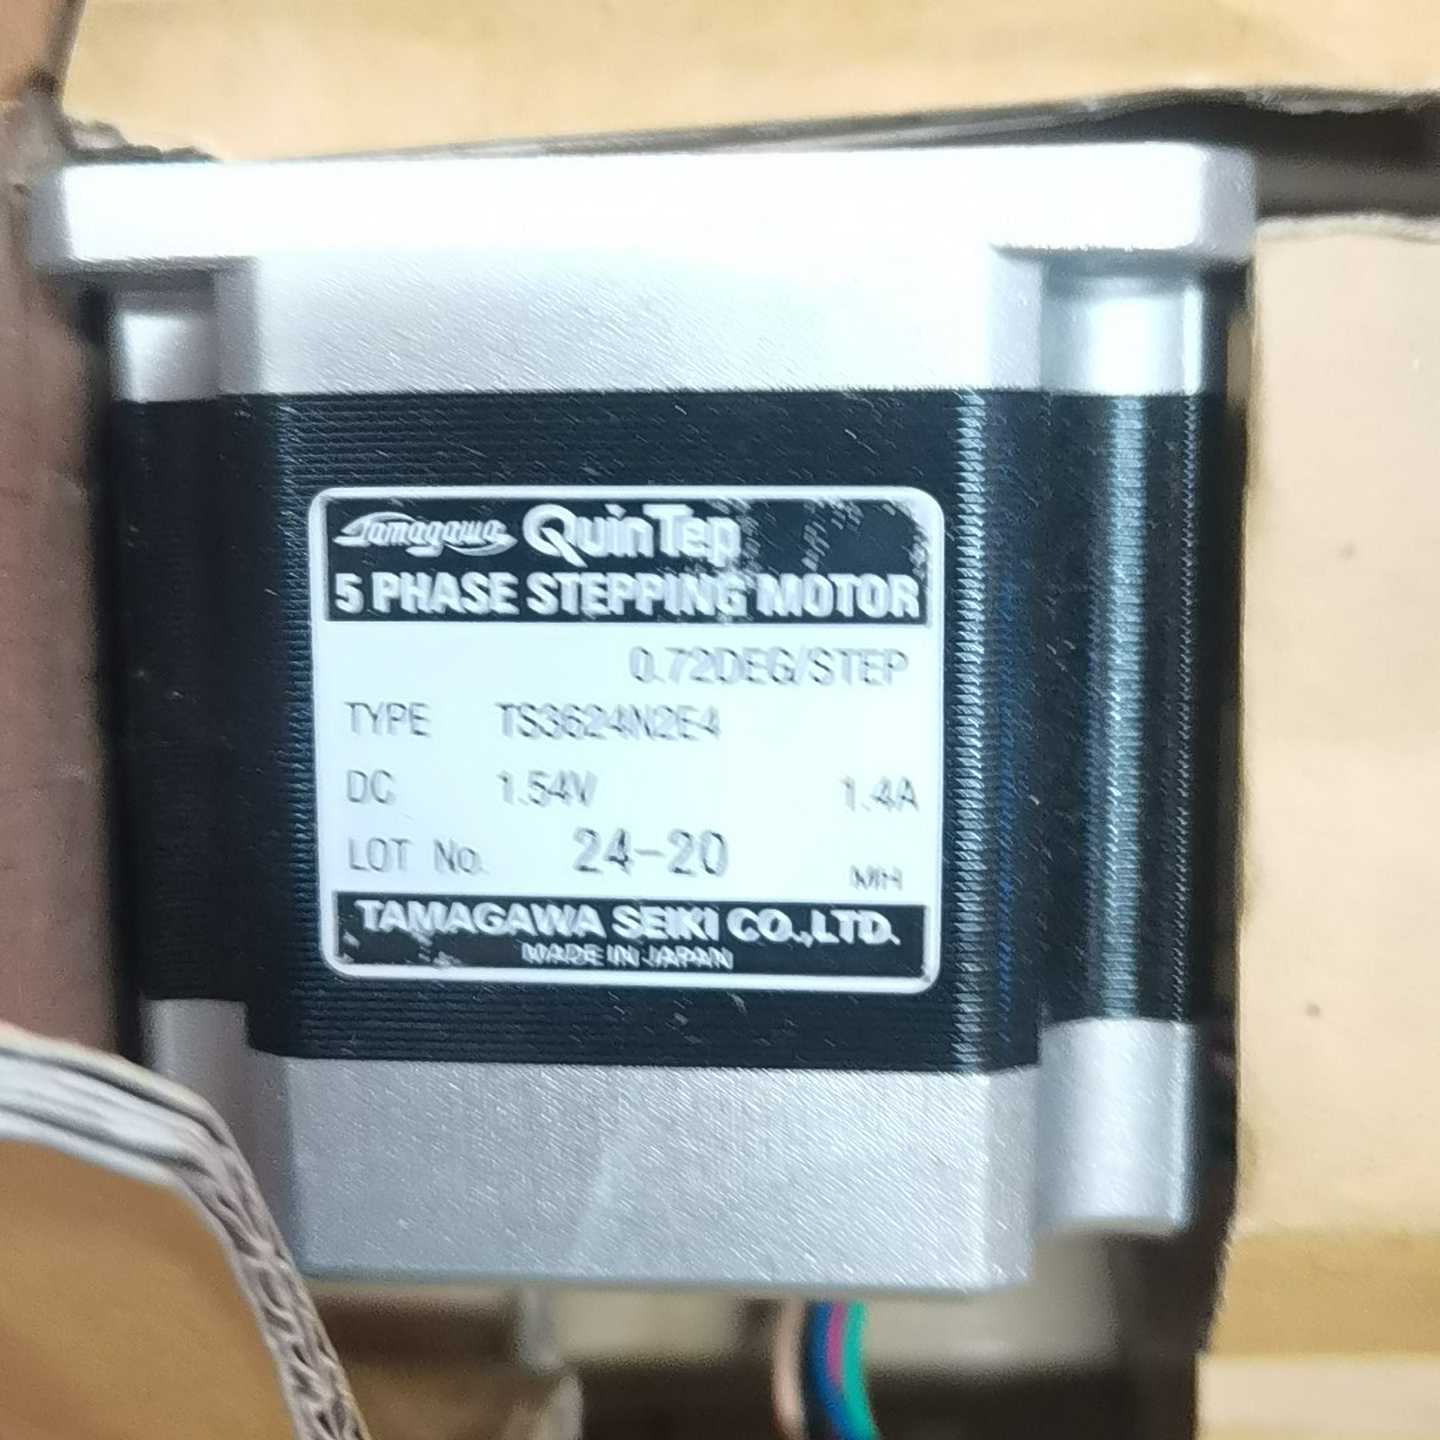 Tamagawa QuinTep
5 PHASE STEPPING MOTOR
0.72DEG/STEP
TYPE TS3624N2E4
DC 1.54V 1.4A
LOT No. 24-20 MH
TAMAGAWA SEIKI CO.,LTD.
MADE IN JAPAN